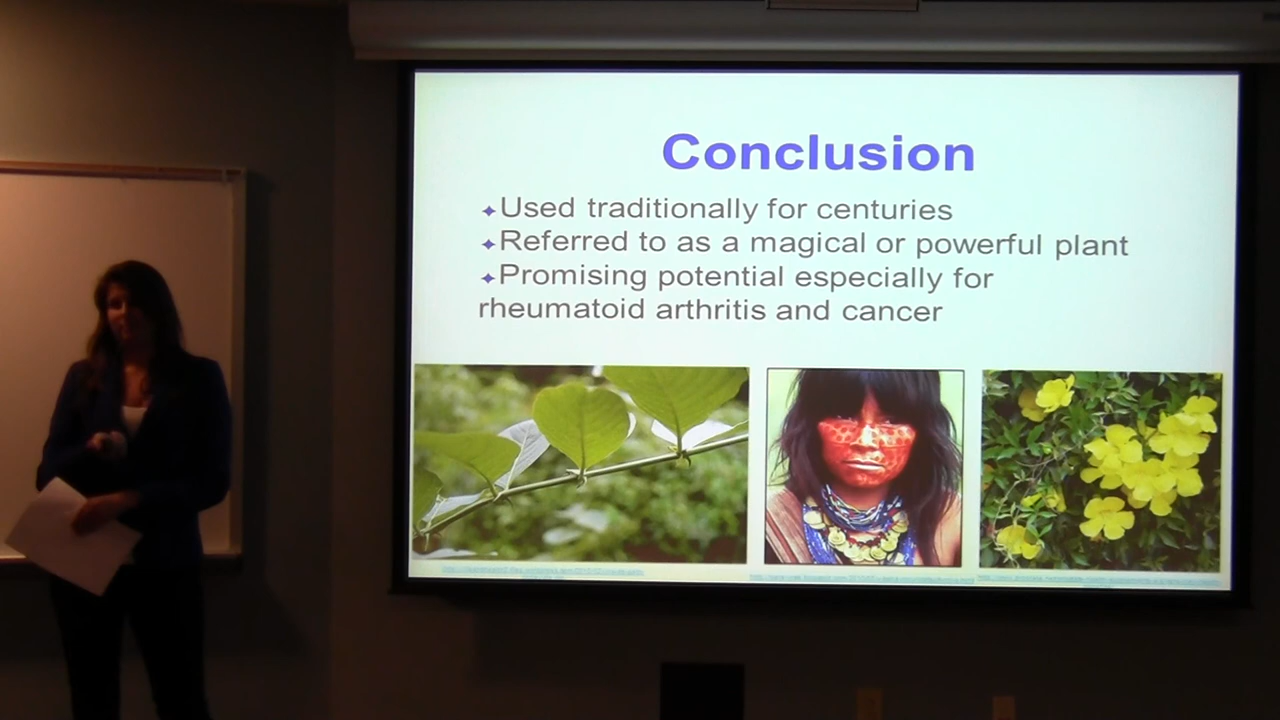 Conclusion
✦Used traditionally for centuries
✦Referred to as a magical or powerful plant
✦Promising potential especially for
rheumatoid arthritis and cancer